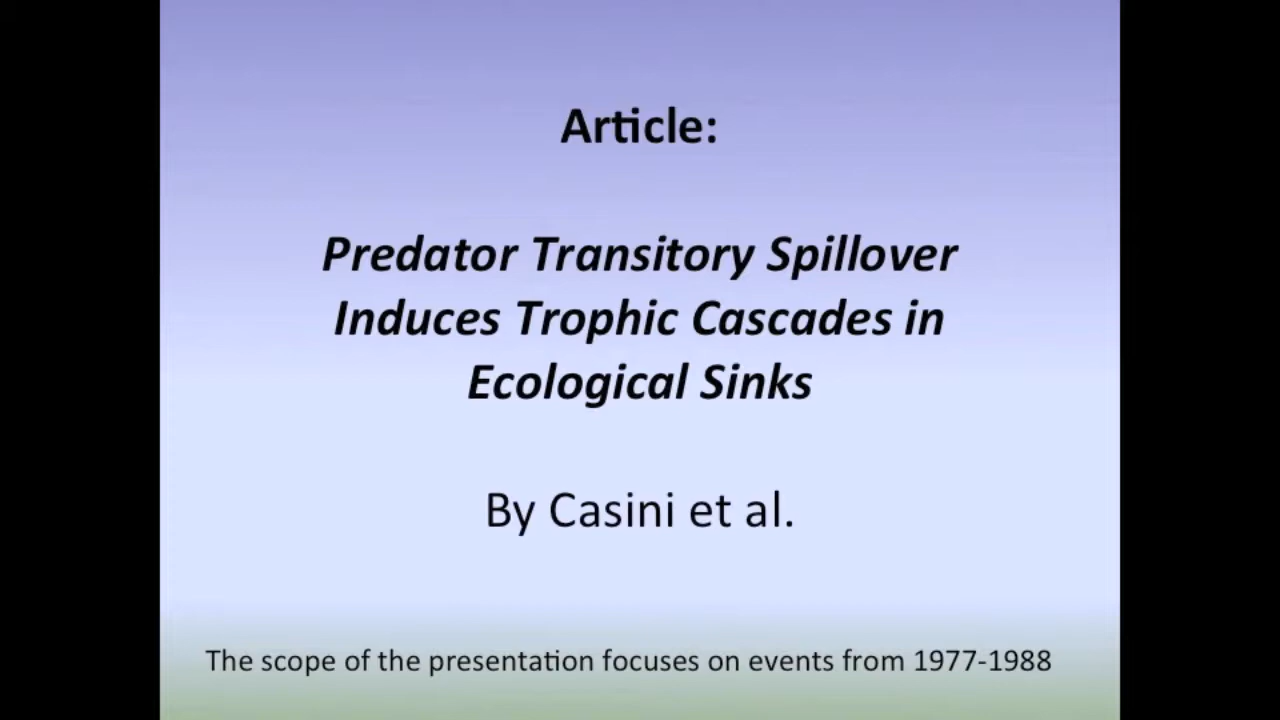 Article:
Predator Transitory Spillover
Induces Trophic Cascades in
Ecological Sinks
By Casini et al.
The scope of the presentation focuses on events from 1977-1988